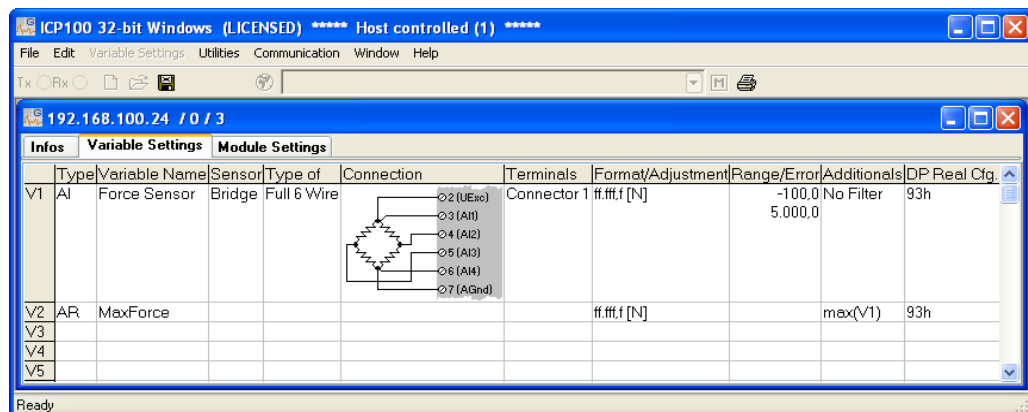 ICP100 32-bit Windows (LICENSED) ***** Host controlled (1) *****
File Edit Variable Settings Utilities Communication Window Help
Tx Rx M
192.168.100.24 / 0 / 3
Infos Variable Settings Module Settings
Type Variable Name Sensor Type of Connection Terminals Format/Adjustment Range/Error Additionals DP Real Cfg.
V1 AI Force Sensor Bridge Full 6 Wire 2 (UExc) Connector 1 ff.fff,f [N] -100,0 No Filter 93h
3 (AI1) 5.000,0
4 (AI2)
5 (AI3)
6 (AI4)
7 (AGnd)
V2 AR MaxForce ff.fff,f [N] max(V1) 93h
V3
V4
V5
Ready